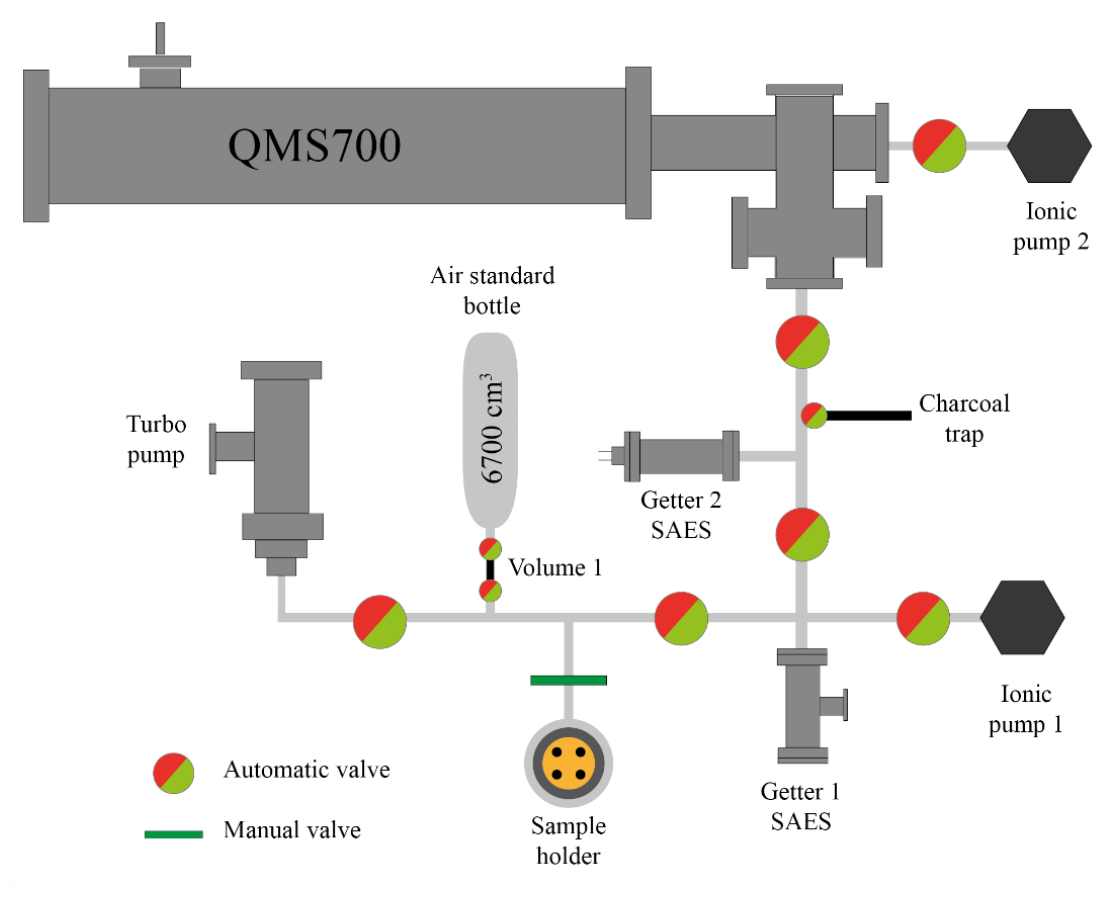 QMS700
Ionic
pump 2
Air standard
bottle
6700 cm³
Turbo
pump
Charcoal
trap
Getter 2
SAES
Volume 1
Ionic
pump 1
Getter 1
SAES
Sample
holder
Automatic valve
Manual valve